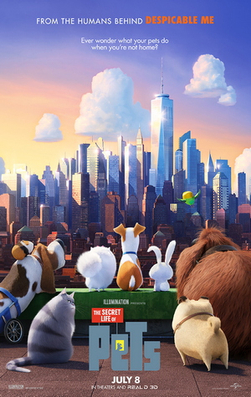 FROM THE HUMANS BEHIND DESPICABLE ME
Ever wonder what your pets do
when you're not home?
ILLUMINATION PRESENTS
THE SECRET
LIFE OF
PETS
JULY 8
IN THEATERS AND REAL D 3D